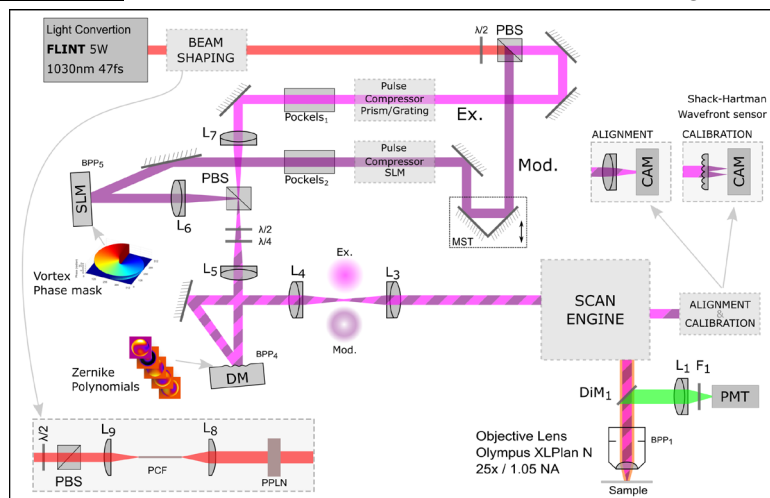 Light Convertion
FLINT 5W
1030nm 47fs
BEAM
SHAPING
λ/2
PBS
Pockels₁
Pulse
Compressor
Prism/Grating
Ex.
Shack-Hartman
Wavefront sensor
ALIGNMENT
CALIBRATION
CAM
CAM
L₇
BPP₅
SLM
PBS
L₆
Pockels₂
Pulse
Compressor
SLM
Mod.
MST
λ/2
λ/4
Vortex
Phase mask
L₅
L₄
Ex.
L₃
Mod.
SCAN
ENGINE
ALIGNMENT
&
CALIBRATION
Zernike
Polynomials
DM
BPP₄
DiM₁
L₁
F₁
PMT
λ/2
PBS
L₉
PCF
L₈
PPLN
Objective Lens
Olympus XLPlan N
25x / 1.05 NA
BPP₁
Sample